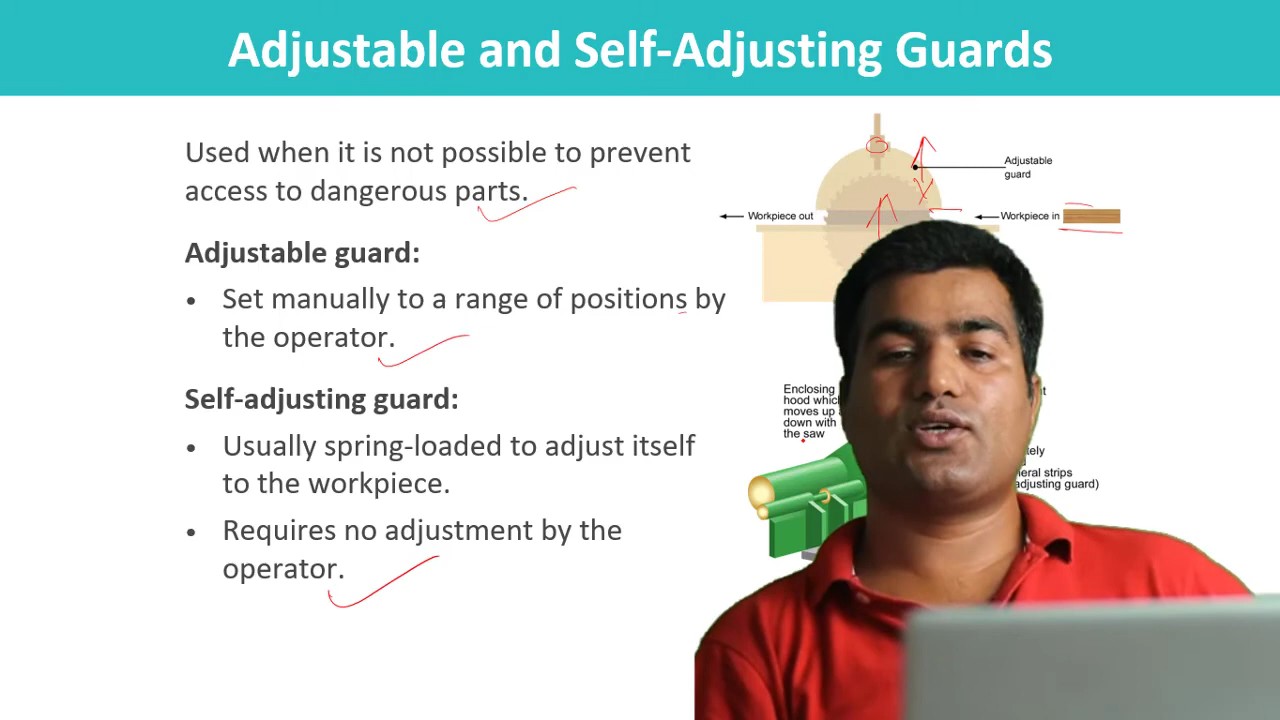 Adjustable and Self-Adjusting Guards
Used when it is not possible to prevent
access to dangerous parts.
Adjustable guard:
• Set manually to a range of positions by
the operator.
Self-adjusting guard:
• Usually spring-loaded to adjust itself
to the workpiece.
• Requires no adjustment by the
operator.
Adjustable
guard
Workpiece out
Workpiece in
Enclosing
hood which
moves up
down with
the saw
strips
adjusting guard)